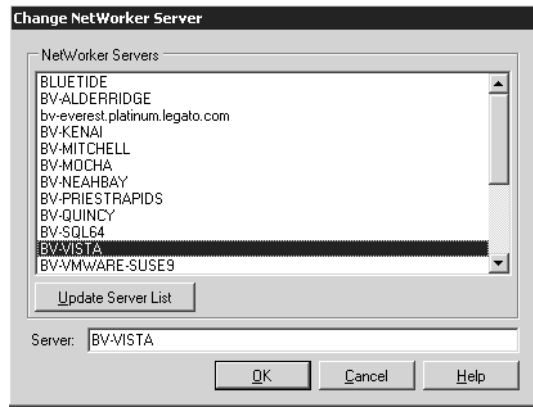 Change NetWorker Server
NetWorker Servers
BLUETIDE
BV-ALDERRIDGE
bv-everest.platinum.legato.com
BV-KENAI
BV-MITCHELL
BV-MOCHA
BV-NEAHBAY
BV-PRIESTRAPIDS
BV-QUINCY
BV-SQL64
BV-VISTA
BV-VMWARE-SUSE9
Update Server List
Server: BV-VISTA
OK Cancel Help